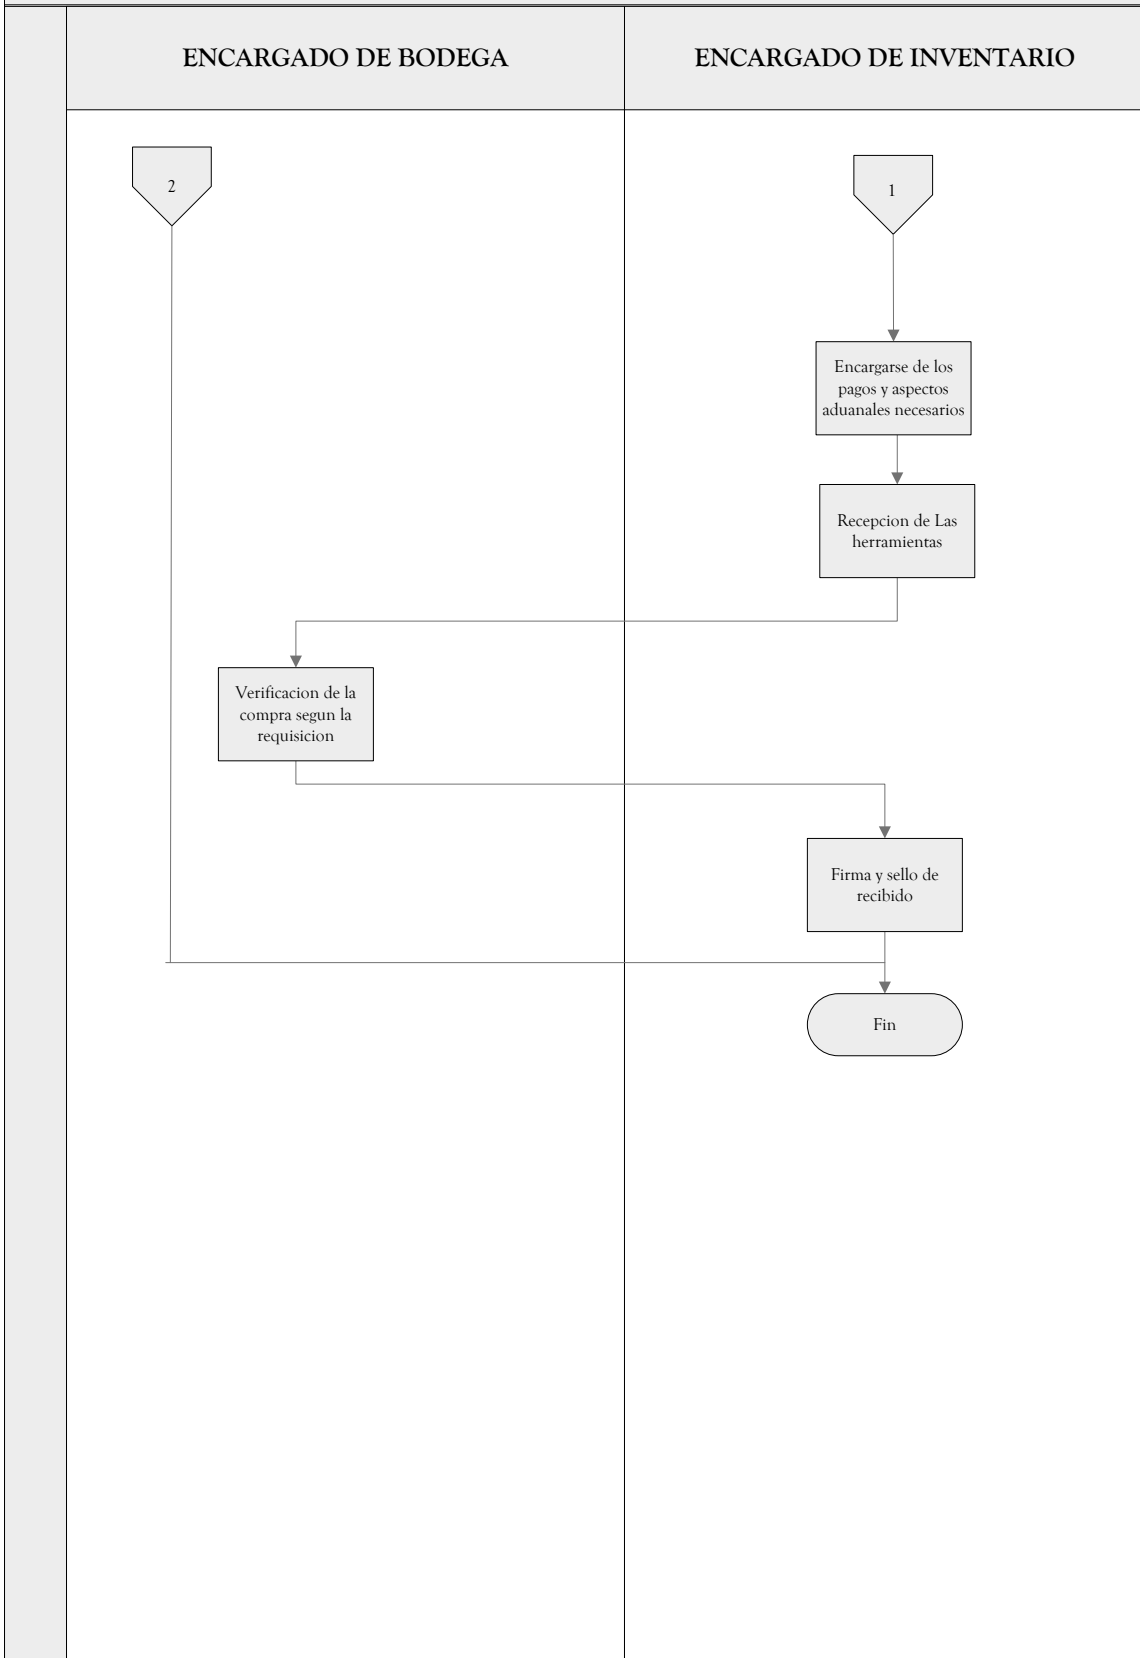 ENCARGADO DE BODEGA
ENCARGADO DE INVENTARIO
2
1
Encargarse de los
pagos y aspectos
aduanales necesarios
Recepcion de Las
herramientas
Verificacion de la
compra segun la
requisicion
Firma y sello de
recibido
Fin